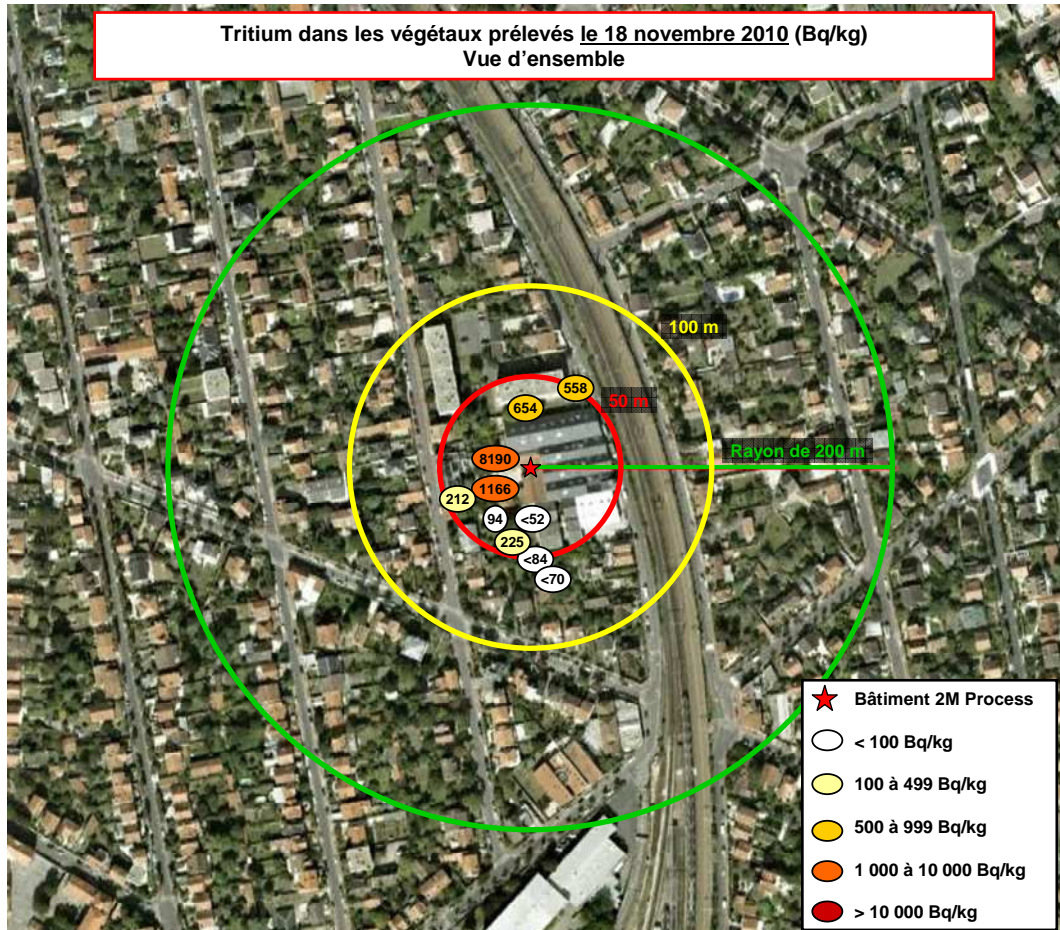 Tritium dans les végétaux prélevés le 18 novembre 2010 (Bq/kg)
Vue d'ensemble
100 m
558
50 m
654
8190
Rayon de 200 m
1166
212
94
<52
225
<84
<70
Bâtiment 2M Process
< 100 Bq/kg
100 à 499 Bq/kg
500 à 999 Bq/kg
1 000 à 10 000 Bq/kg
> 10 000 Bq/kg